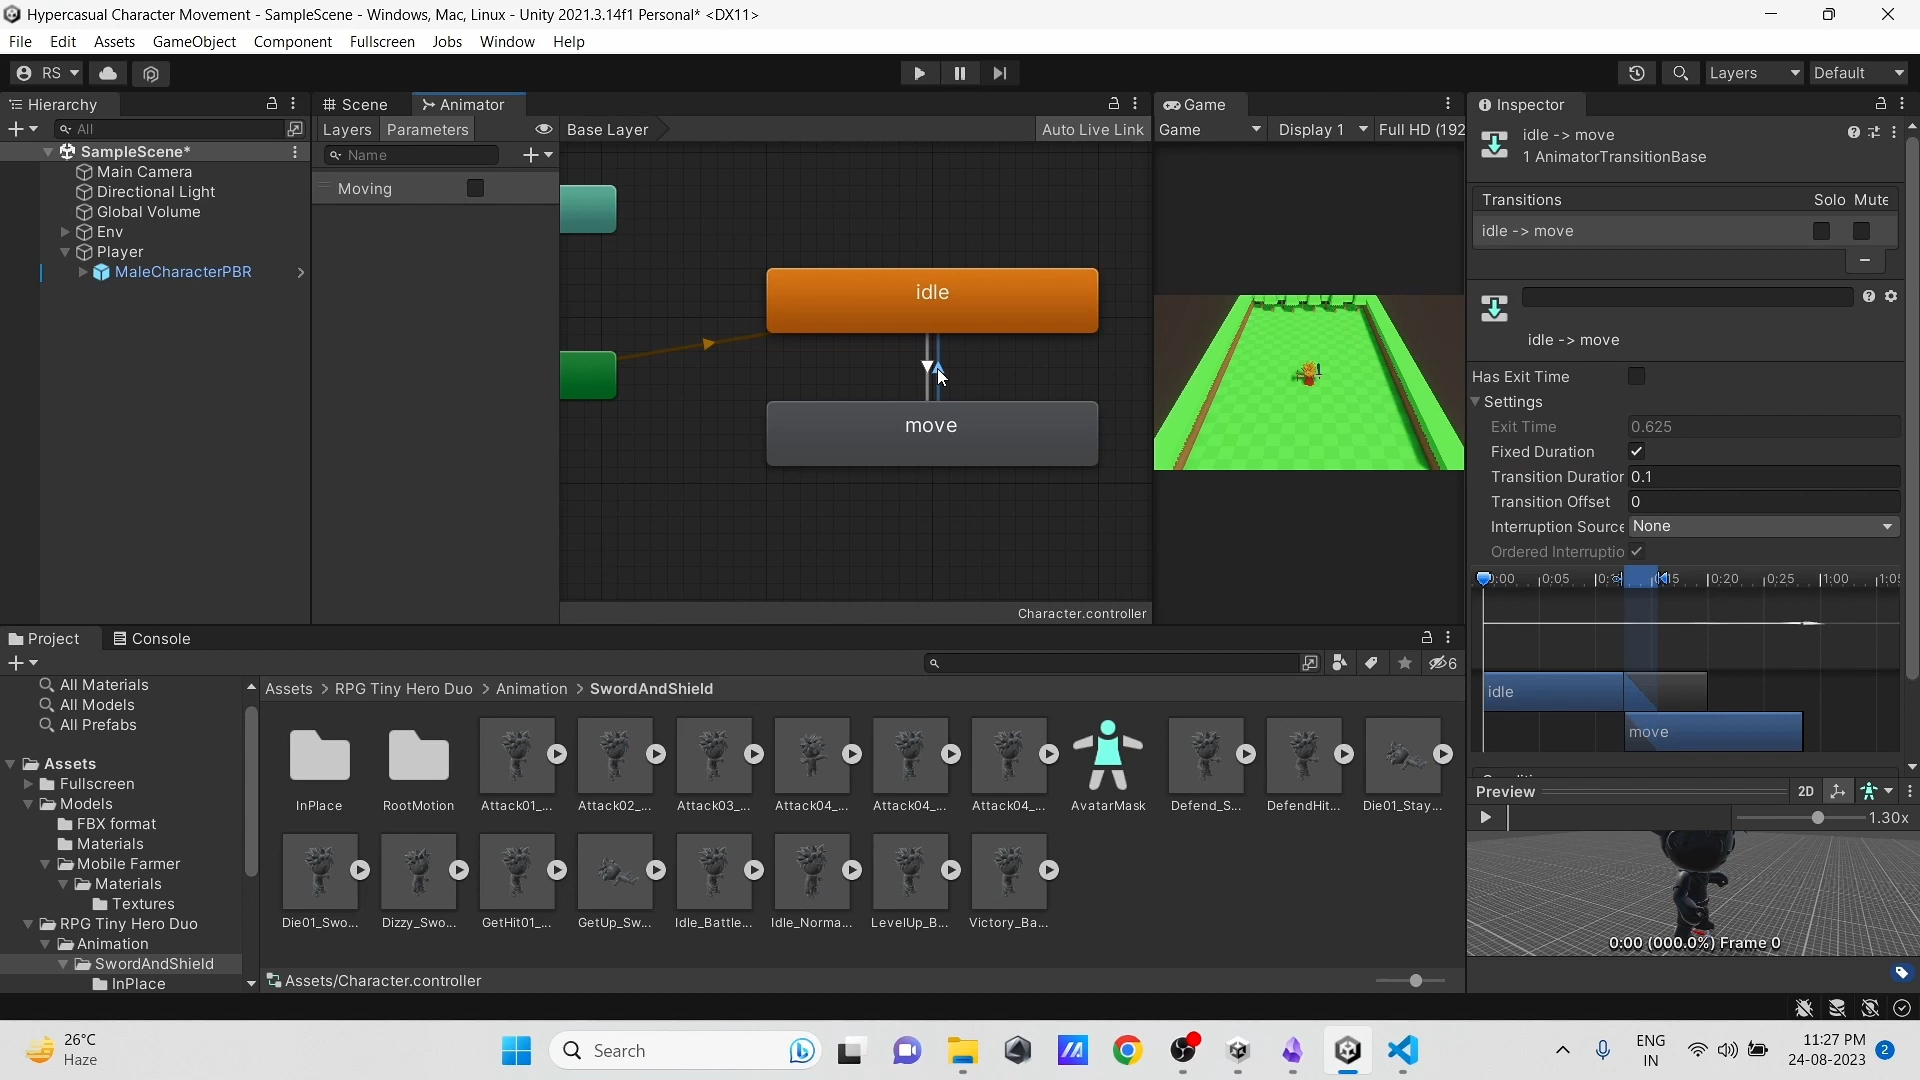 Hypercasual Character Movement - SampleScene - Windows, Mac, Linux - Unity 2021.3.14f1 Personal* <DX11>
File Edit Assets GameObject Component Fullscreen Jobs Window Help
RS Layers Default
Hierarchy
All
SampleScene*
Main Camera
Directional Light
Global Volume
Env
Player
MaleCharacterPBR
Scene Animator
Layers Parameters Base Layer Auto Live Link
Name
Moving
idle
move
Character.controller
Game
Game Display 1 Full HD (192
Inspector
idle -> move
1 AnimatorTransitionBase
Transitions Solo Mute
idle -> move
idle -> move
Has Exit Time
Settings
Exit Time 0.625
Fixed Duration
Transition Duration 0.1
Transition Offset 0
Interruption Source None
Ordered Interruptio
0:05 0:20 0:25 1:00
idle
move
Preview 2D
1.30x
0:00 (000.0%) Frame 0
Project Console
6
All Materials
All Models
All Prefabs
Assets
Fullscreen
Models
FBX format
Materials
Mobile Farmer
Materials
Textures
RPG Tiny Hero Duo
Animation
SwordAndShield
InPlace
Assets > RPG Tiny Hero Duo > Animation > SwordAndShield
InPlace RootMotion Attack01_... Attack02_... Attack03_... Attack04_... Attack04_... Attack04_... AvatarMask Defend_S... DefendHit... Die01_Stay...
Die01_Swo... Dizzy_Swo... GetHit01_... GetUp_Sw... Idle_Battle... Idle_Norma... LevelUp_B... Victory_Ba...
Assets/Character.controller
26°C
Haze
Search
ENG
IN
11:27 PM
24-08-2023
2